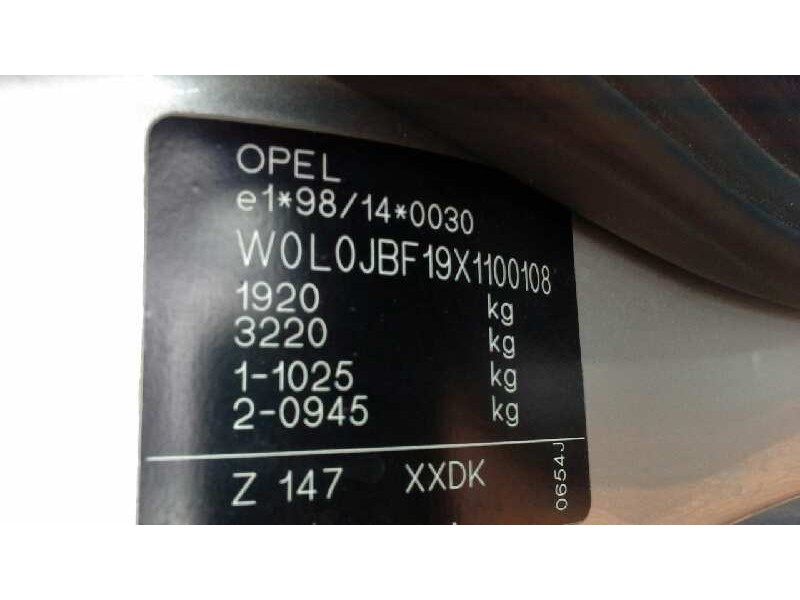 OPEL
e1*98/14*0030
W0L0JBF19X1100108
1920 kg
3220 kg
1-1025 kg
2-0945 kg
Z 147 XXDK
0654J